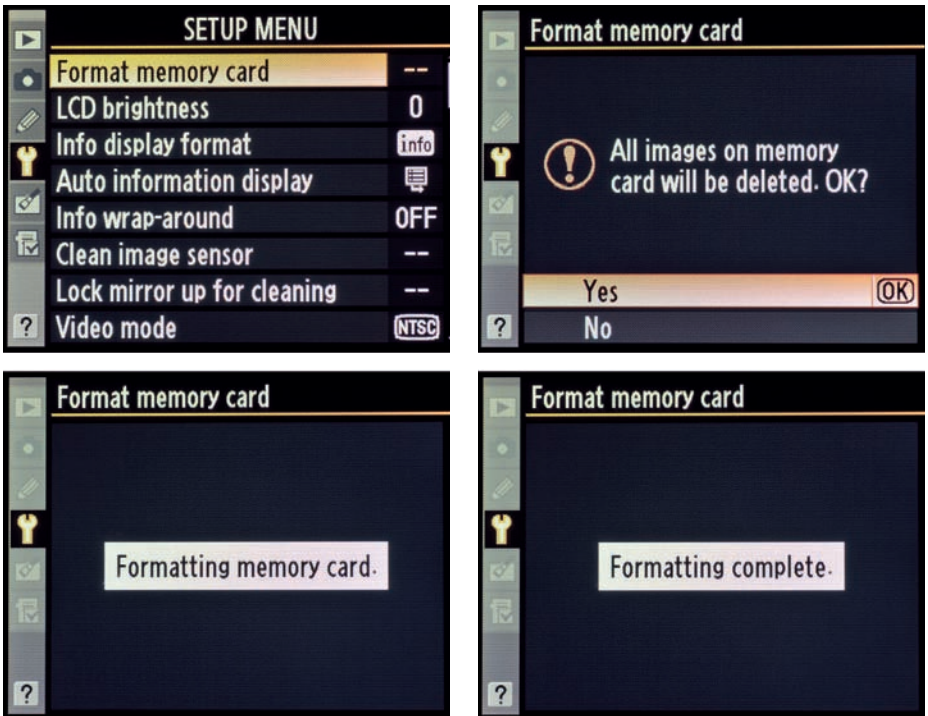 SETUP MENU
Format memory card --
LCD brightness 0
Info display format info
Auto information display
Info wrap-around OFF
Clean image sensor --
Lock mirror up for cleaning --
? Video mode NTSC
Format memory card
All images on memory
card will be deleted. OK?
Yes OK
? No
Format memory card
Formatting memory card.
?
Format memory card
Formatting complete.
?